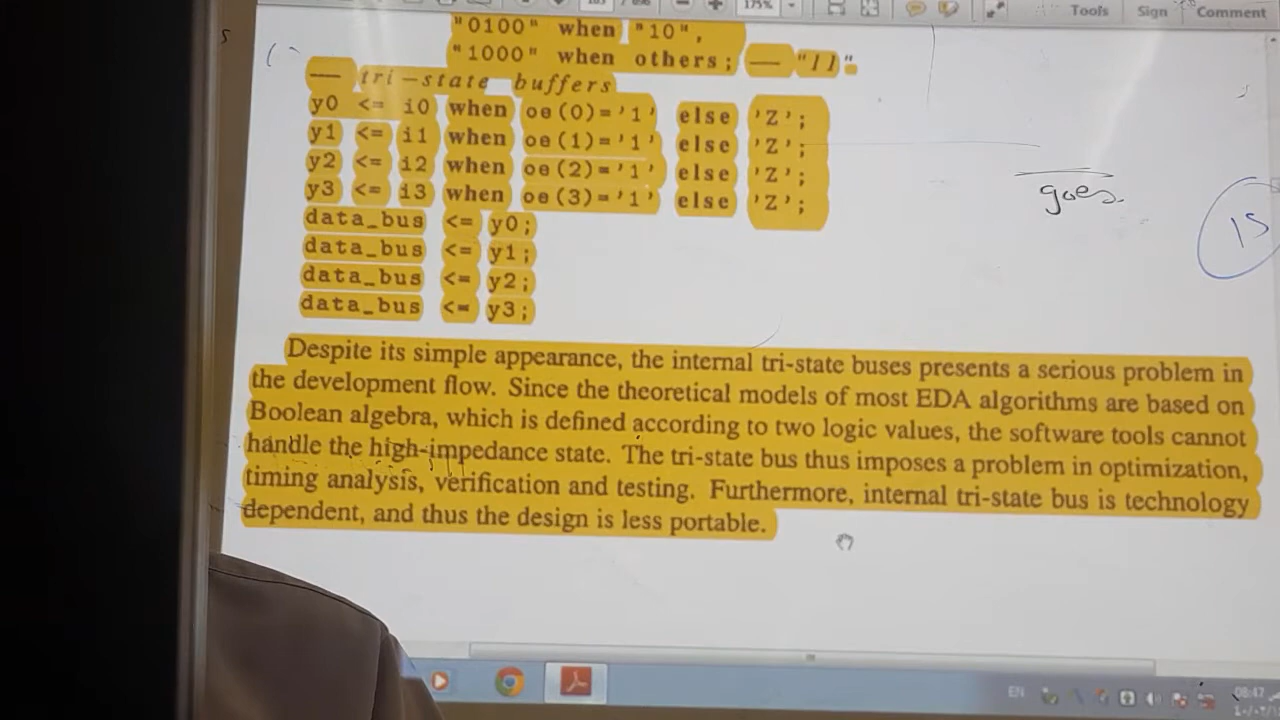 175%
Tools Sign Comment
"0100" when "10",
"1000" when others; — "11".
— tri-state buffers
y0 <= i0 when oe(0)='1' else 'Z';
y1 <= i1 when oe(1)='1' else 'Z';
y2 <= i2 when oe(2)='1' else 'Z';
y3 <= i3 when oe(3)='1' else 'Z';
data_bus <= y0;
data_bus <= y1;
data_bus <= y2;
data_bus <= y3;
goes.
15
Despite its simple appearance, the internal tri-state buses presents a serious problem in
the development flow. Since the theoretical models of most EDA algorithms are based on
Boolean algebra, which is defined according to two logic values, the software tools cannot
handle the high-impedance state. The tri-state bus thus imposes a problem in optimization,
timing analysis, verification and testing. Furthermore, internal tri-state bus is technology
dependent, and thus the design is less portable.
EN
08:47